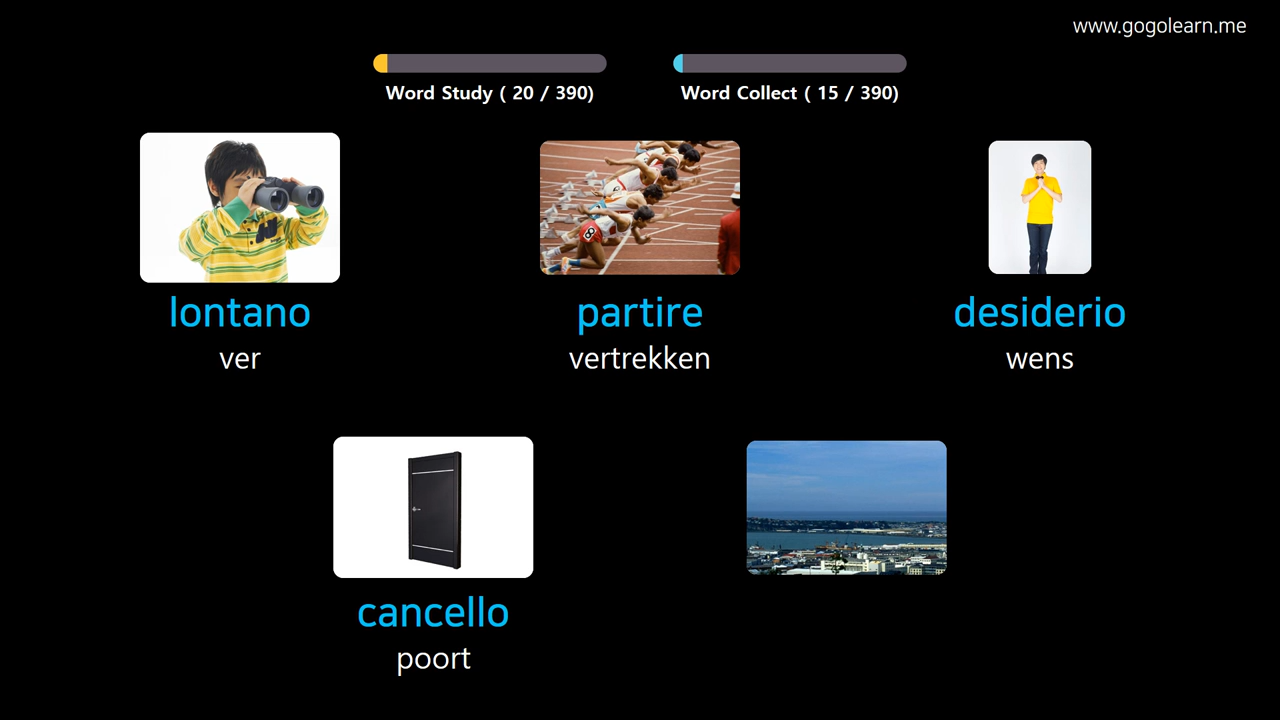 www.gogolearn.me
Word Study ( 20 / 390)
Word Collect ( 15 / 390)
lontano
ver
partire
vertrekken
desiderio
wens
cancello
poort